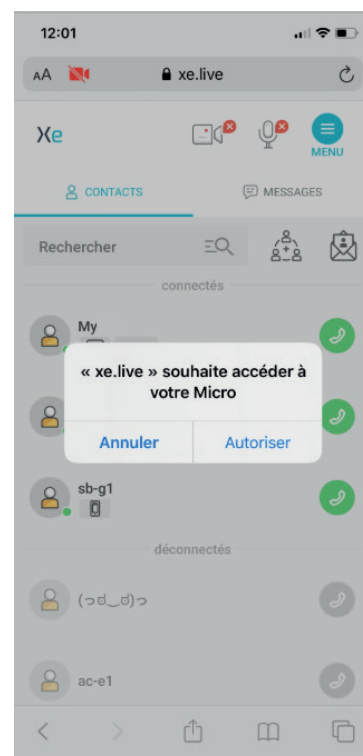 12:01
AA xe.live
Xe
MENU
CONTACTS MESSAGES
Rechercher
connectés
My
« xe.live » souhaite accéder à
votre Micro
Annuler Autoriser
sb-g1
déconnectés
(っಠ‿ಠ)っ
ac-e1